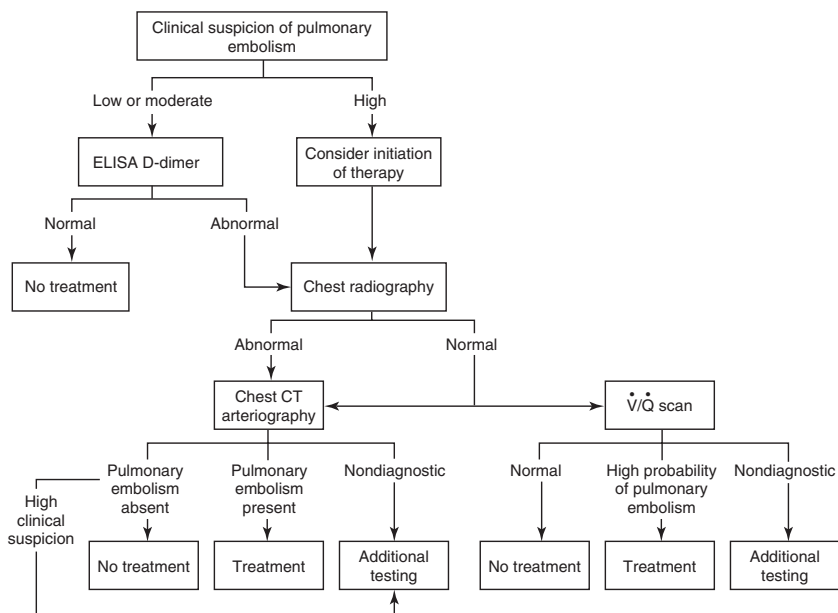 Clinical suspicion of pulmonary
embolism
Low or moderate
High
ELISA D-dimer
Consider initiation
of therapy
Normal
Abnormal
No treatment
Chest radiography
Abnormal
Normal
Chest CT
arteriography
V̇/Q̇ scan
High
clinical
suspicion
Pulmonary
embolism
absent
Pulmonary
embolism
present
Nondiagnostic
Normal
High probability
of pulmonary
embolism
Nondiagnostic
No treatment
Treatment
Additional
testing
No treatment
Treatment
Additional
testing